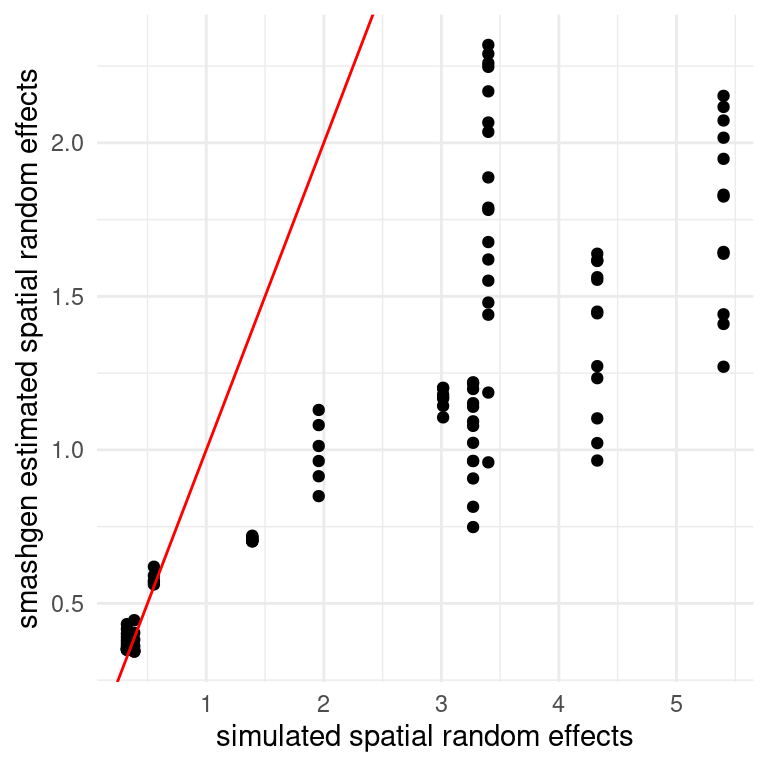 smashgen estimated spatial random effects
2.0
1.5
1.0
0.5
1 2 3 4 5
simulated spatial random effects